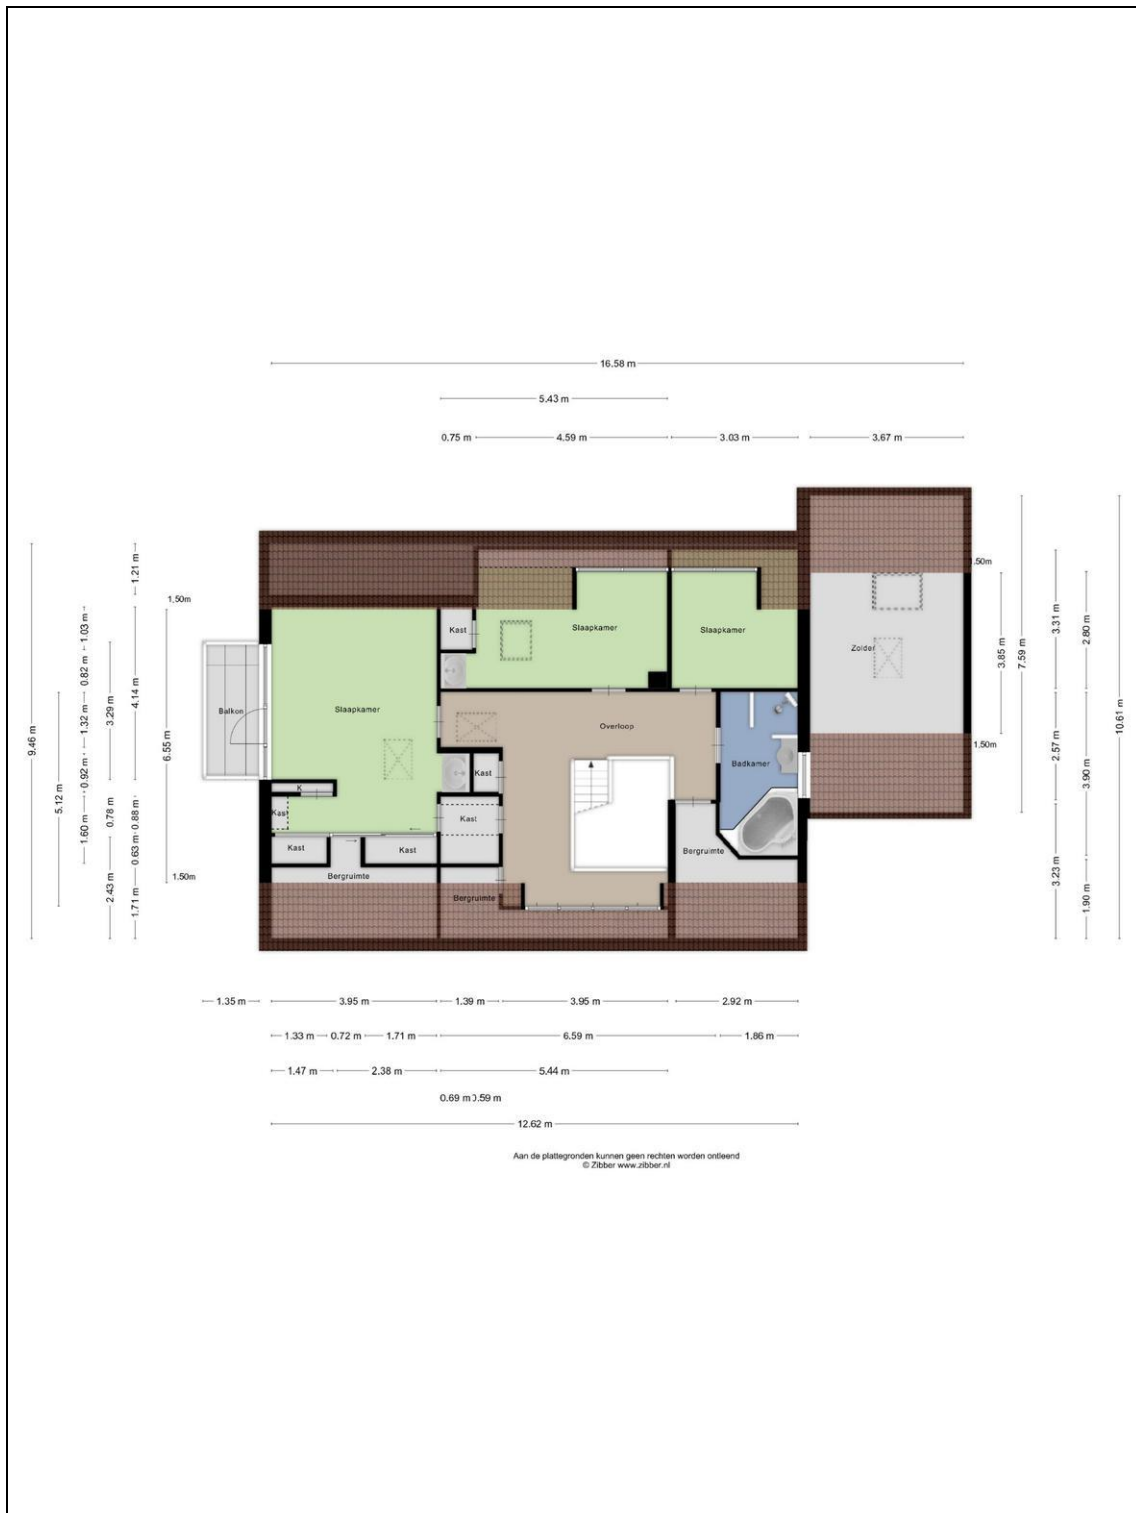 16.58 m
5.43 m
0.75 m
4.59 m
3.03 m
3.67 m
9.46 m
5.12 m
1.03 m
0.82 m
1.32 m
0.92 m
1.60 m
3.29 m
0.78 m
2.43 m
1.21 m
4.14 m
0.88 m
0.63 m
1.71 m
6.55 m
1.50m
1.50m
Balkon
Slaapkamer
Kast
Slaapkamer
Slaapkamer
Zolder
Overloop
Badkamer
Kast
K
Kast
Kast
Kast
Kast
Bergruimte
Bergruimte
Bergruimte
1.50m
3.85 m
7.59 m
3.31 m
2.57 m
3.23 m
2.80 m
3.90 m
1.90 m
10.61 m
1.35 m
3.95 m
1.39 m
3.95 m
2.92 m
1.33 m
0.72 m
1.71 m
6.59 m
1.86 m
1.47 m
2.38 m
5.44 m
0.69 m
12.62 m
Aan de plattegronden kunnen geen rechten worden ontleend
© Zibber www.zibber.nl